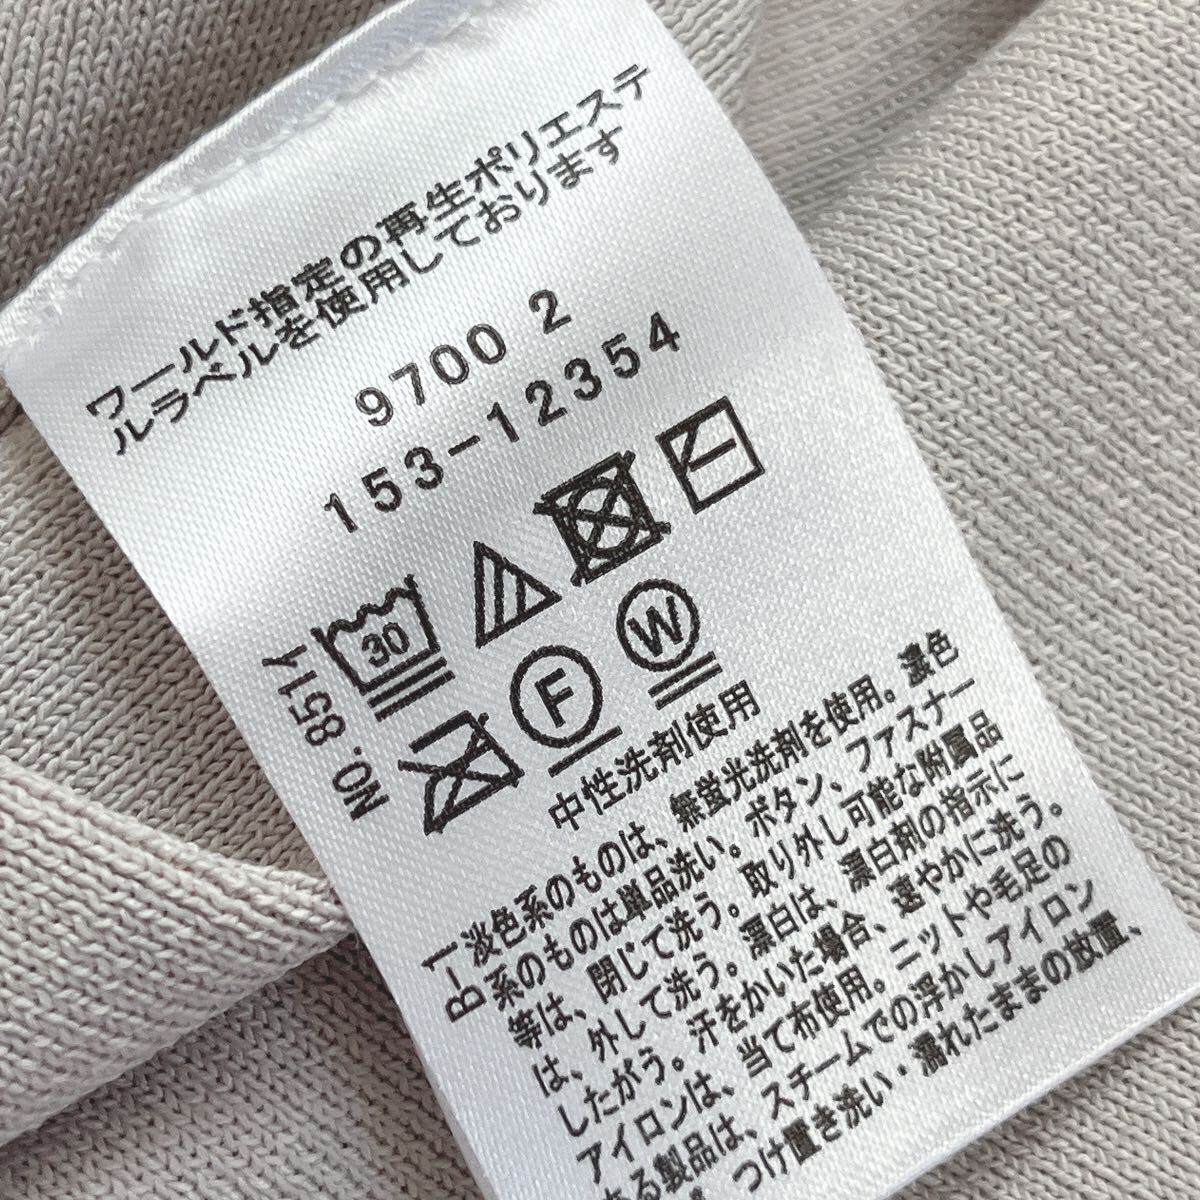 ワールド指定の再生ポリエステ
ルラベルを使用しております
9700 2
153-12354
NO. 851Y
30
F
W
中性洗剤使用
B-1淡色系のものは、無蛍光洗剤を使用。濃色
系のものは単品洗い。ボタン、ファスナー
等は、閉じて洗う。取り外し可能な附属品
は、外して洗う。漂白は、漂白剤の指示に
したがう。汗をかいた場合、速やかに洗う。
アイロンは、当て布使用。ニットや毛足の
ある製品は、スチームでの浮かしアイロン
つけ置き洗い・濡れたままの放置、